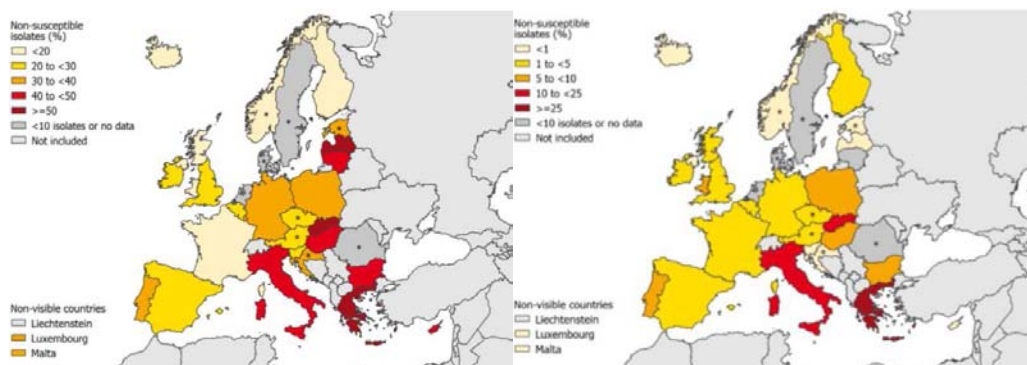 Non-susceptible
isolates (%)
<20
20 to <30
30 to <40
40 to <50
>=50
<10 isolates or no data
Not included
Non-visible countries
Liechtenstein
Luxembourg
Malta
Non-susceptible
isolates (%)
<1
1 to <5
5 to <10
10 to <25
>=25
<10 isolates or no data
Not included
Non-visible countries
Liechtenstein
Luxembourg
Malta